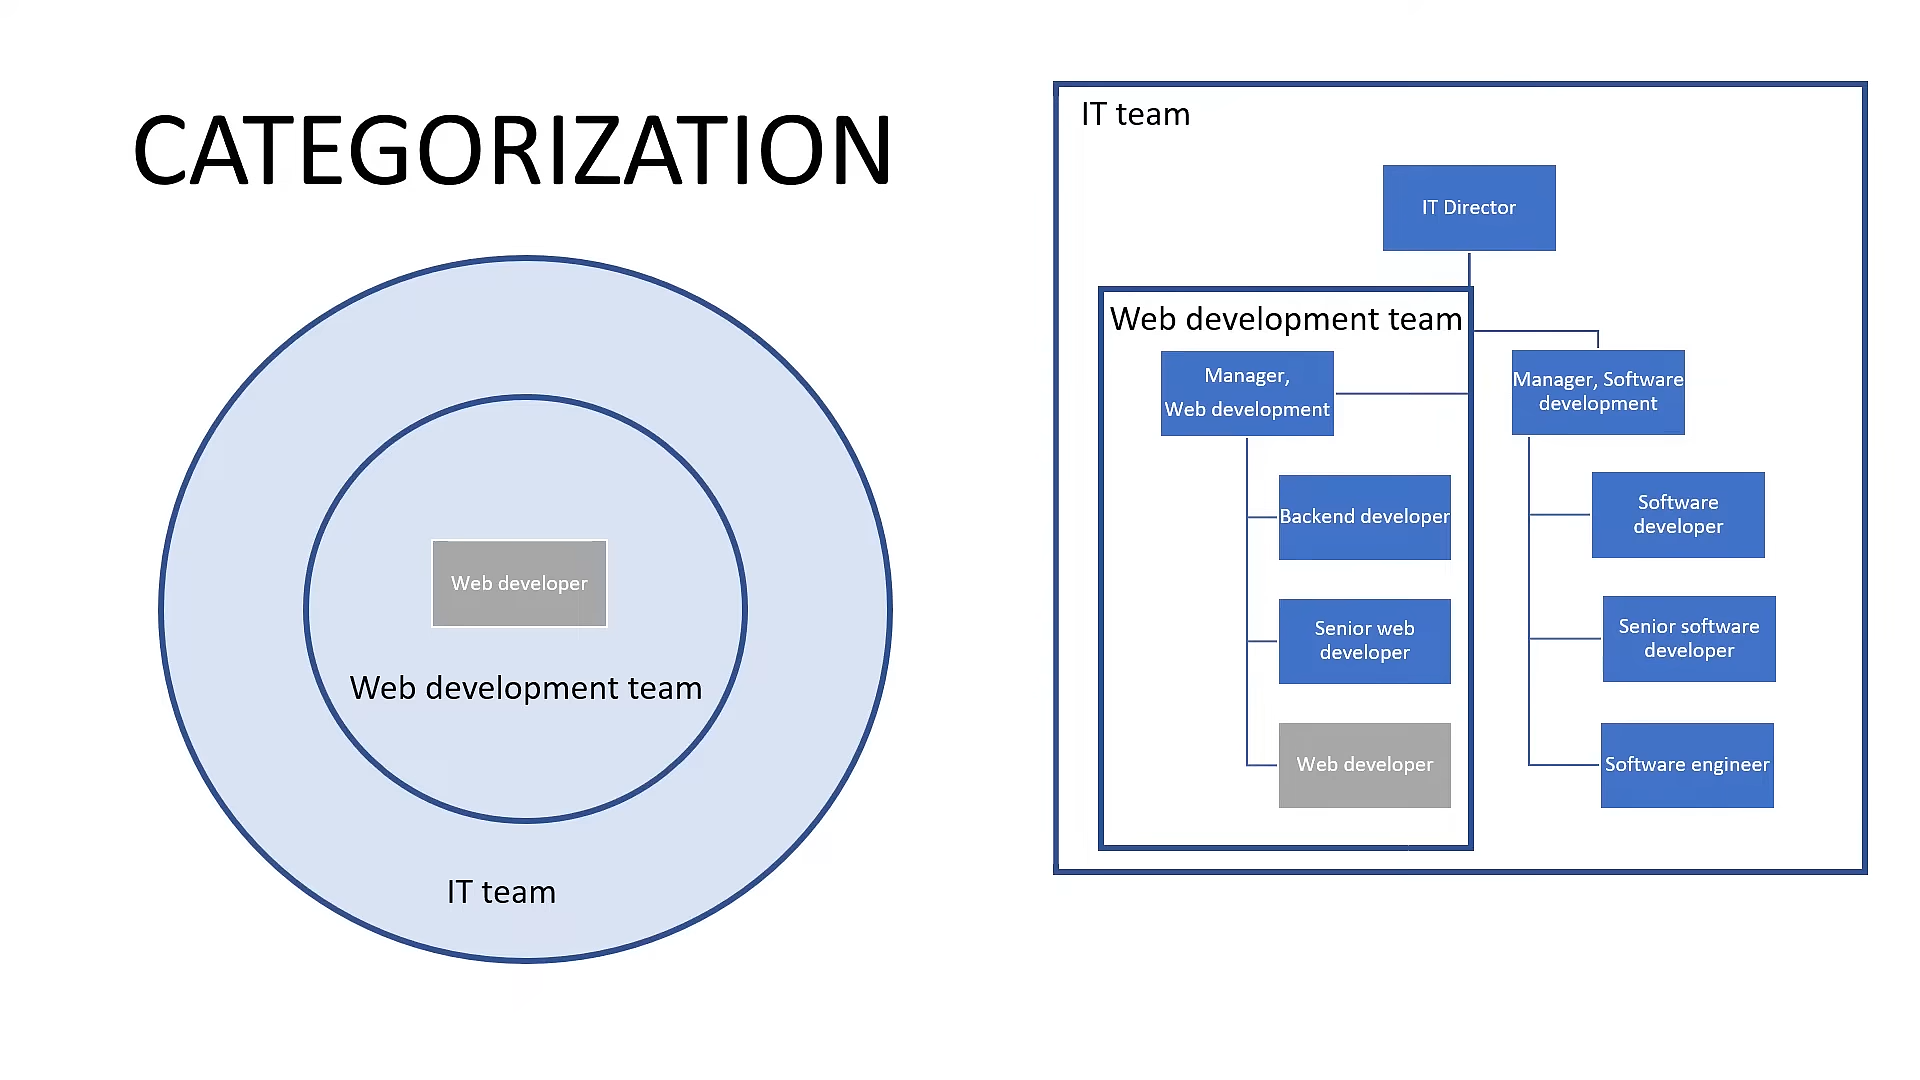 CATEGORIZATION
Web developer
Web development team
IT team
IT team
IT Director
Web development team
Manager,
Web development
Backend developer
Senior web
developer
Web developer
Manager, Software
development
Software
developer
Senior software
developer
Software engineer